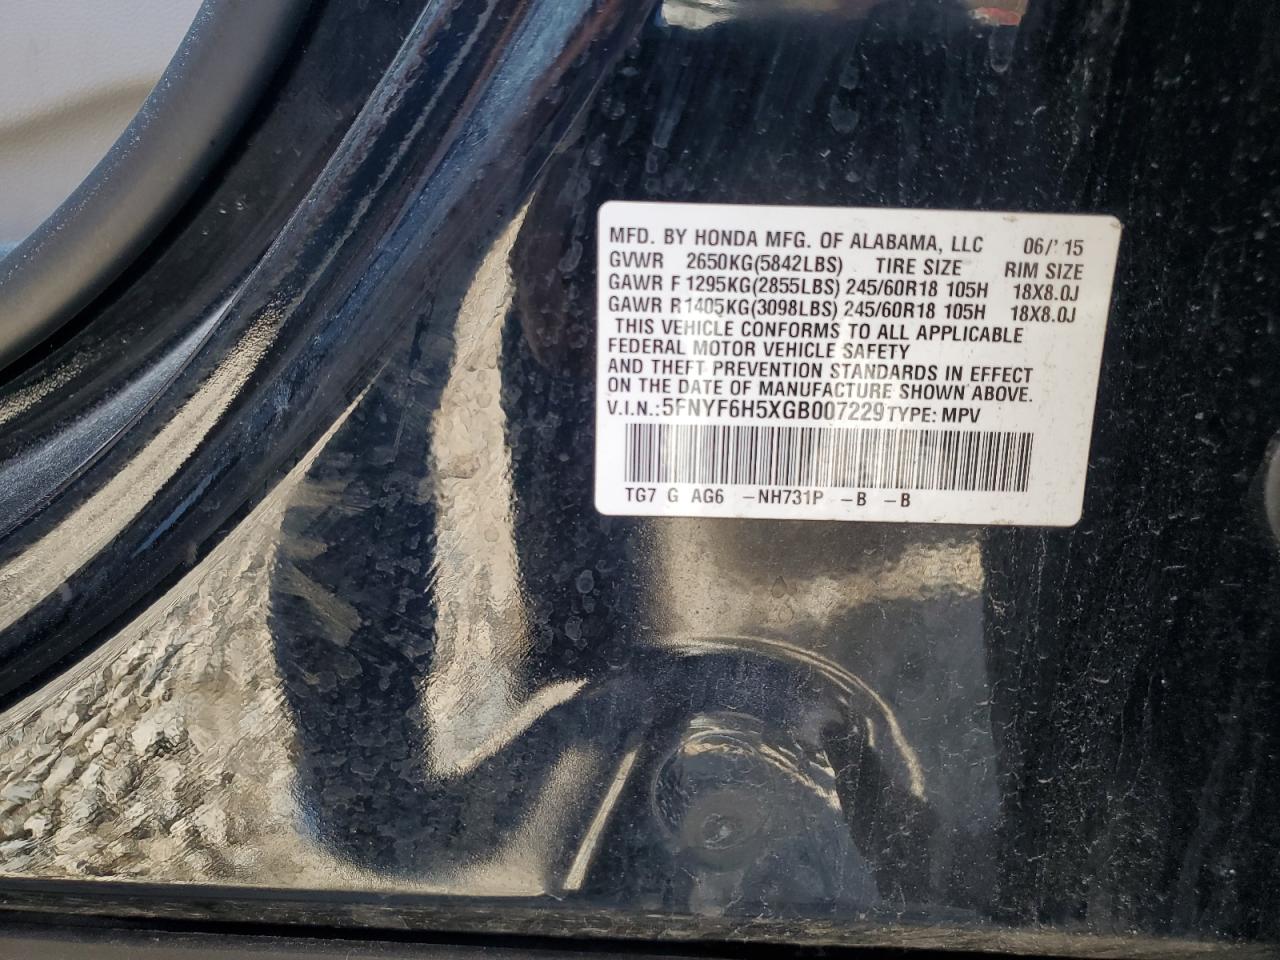 MFD. BY HONDA MFG. OF ALABAMA, LLC 06/'15
GVWR 2650KG(5842LBS) TIRE SIZE RIM SIZE
GAWR F 1295KG(2855LBS) 245/60R18 105H 18X8.0J
GAWR R1405KG(3098LBS) 245/60R18 105H 18X8.0J
THIS VEHICLE CONFORMS TO ALL APPLICABLE
FEDERAL MOTOR VEHICLE SAFETY
AND THEFT PREVENTION STANDARDS IN EFFECT
ON THE DATE OF MANUFACTURE SHOWN ABOVE.
V.I.N.:5FNYF6H5XGB007229 TYPE: MPV
TG7 G AG6 -NH731P -B -B